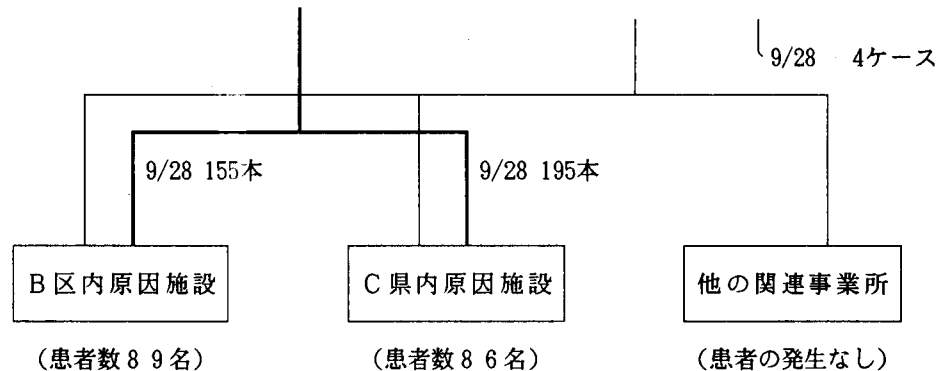 9/28 4ケース
9/28 155本
9/28 195本
B区内原因施設
C県内原因施設
他の関連事業所
(患者数89名)
(患者数86名)
(患者の発生なし)